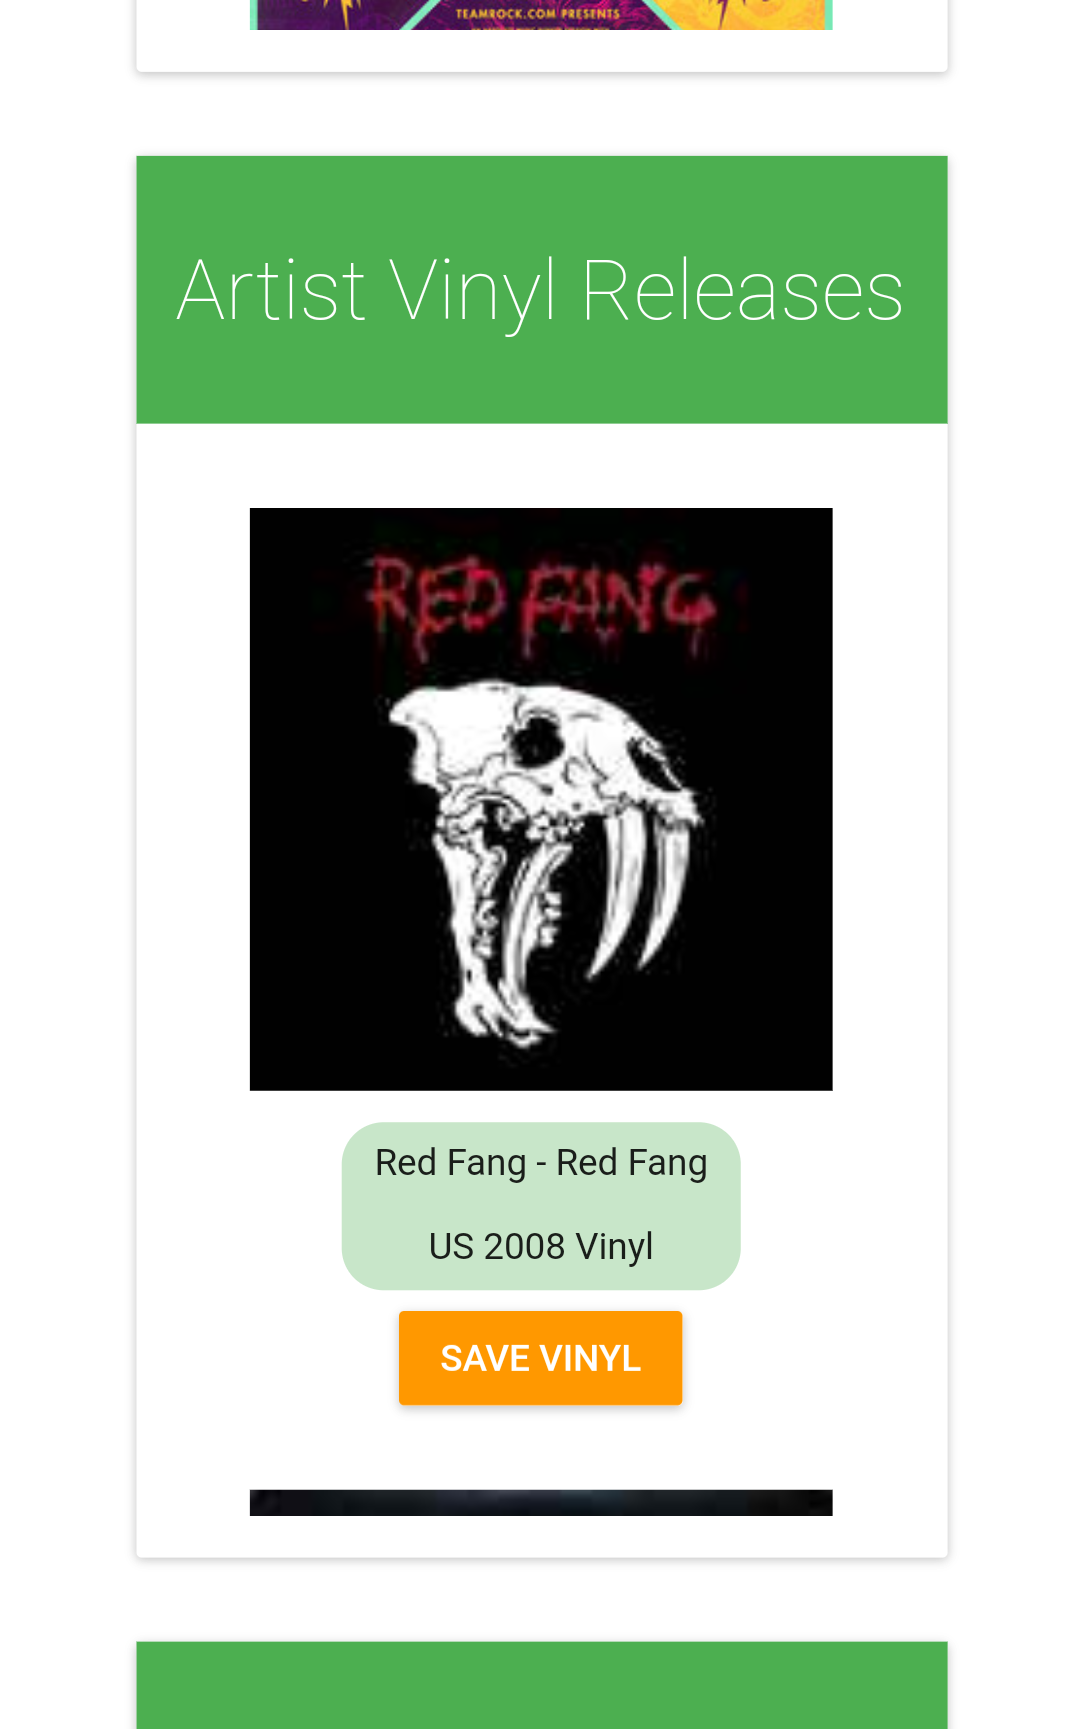 TEAMROCK.COM PRESENTS
Artist Vinyl Releases
RED FANG
Red Fang - Red Fang
US 2008 Vinyl
SAVE VINYL